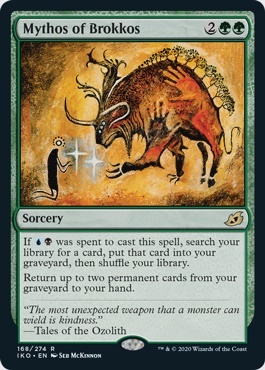 Mythos of Brokkos 2
Sorcery
If was spent to cast this spell, search your
library for a card, put that card into your
graveyard, then shuffle your library.
Return up to two permanent cards from your
graveyard to your hand.
“The most unexpected weapon that a monster can
wield is kindness.”
—Tales of the Ozolith
168/274 R
IKO • EN Seb McKinnon
™ & © 2020 Wizards of the Coast